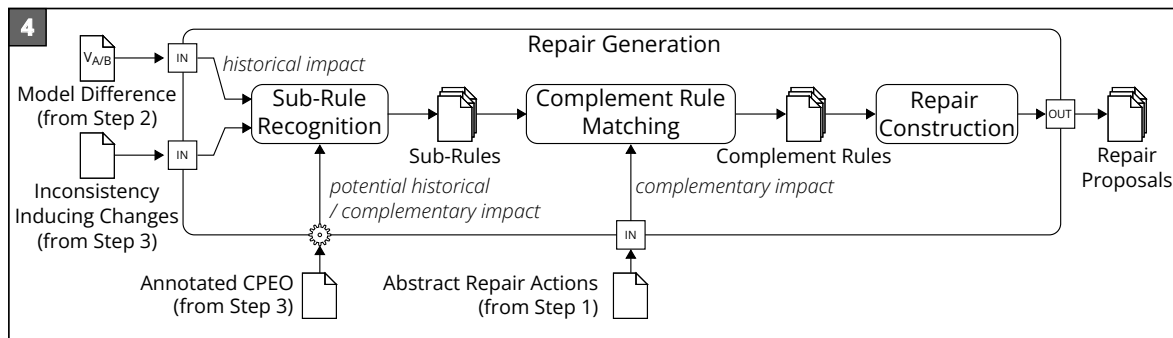 4
Repair Generation
V A/B
IN
historical impact
Model Difference
(from Step 2)
Sub-Rule
Recognition
Sub-Rules
Complement Rule
Matching
Complement Rules
Repair
Construction
OUT
Repair
Proposals
IN
Inconsistency
Inducing Changes
(from Step 3)
potential historical
/ complementary impact
complementary impact
IN
Annotated CPEO
(from Step 3)
Abstract Repair Actions
(from Step 1)